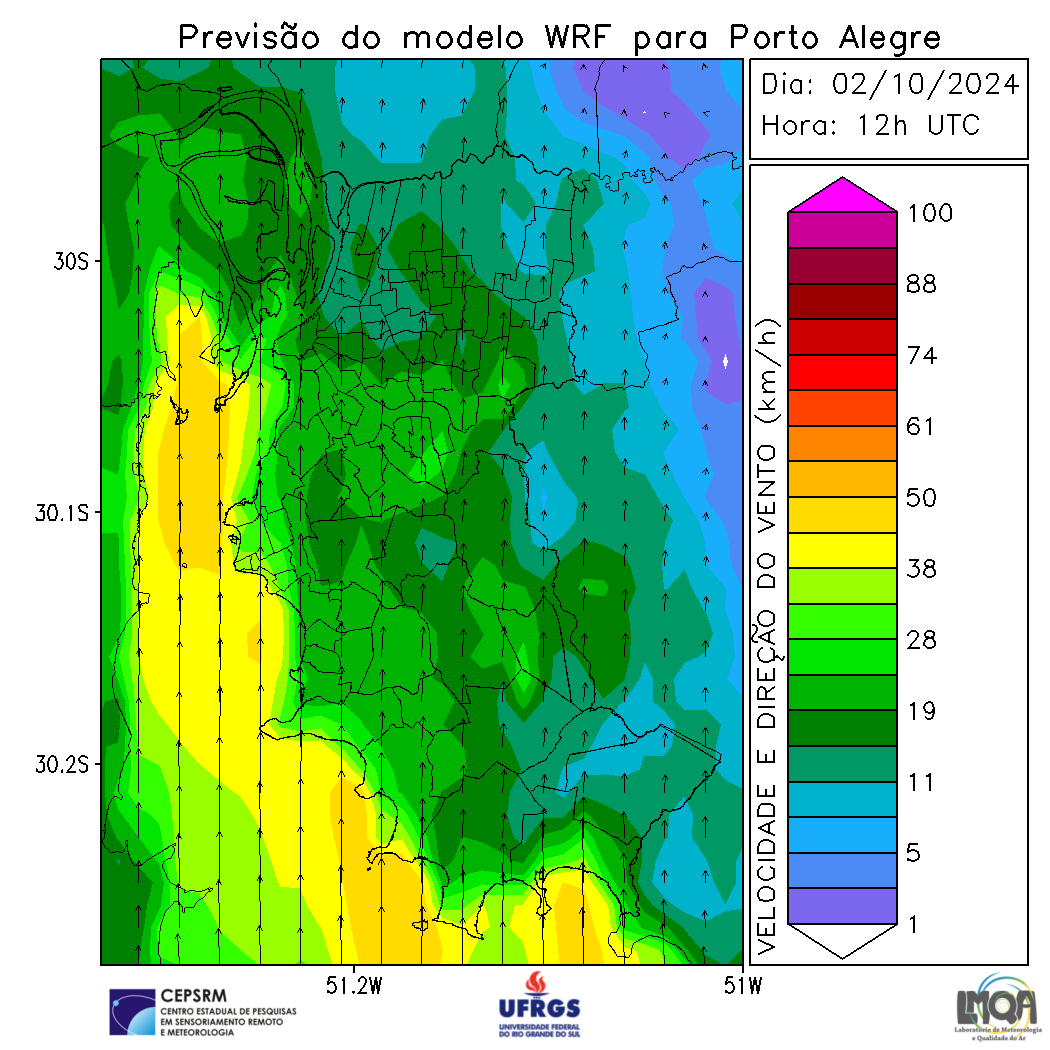 Previsão do modelo WRF para Porto Alegre
Dia: 02/10/2024
Hora: 12h UTC
30S
30.1S
30.2S
51.2W
51W
VELOCIDADE E DIREÇÃO DO VENTO (km/h)
100
88
74
61
50
38
28
19
11
5
1
CEPSRM
CENTRO ESTADUAL DE PESQUISAS
EM SENSORIAMENTO REMOTO
E METEOROLOGIA
UFRGS
UNIVERSIDADE FEDERAL
DO RIO GRANDE DO SUL
LMQA
Laboratório de Meteorologia
e Qualidade do Ar